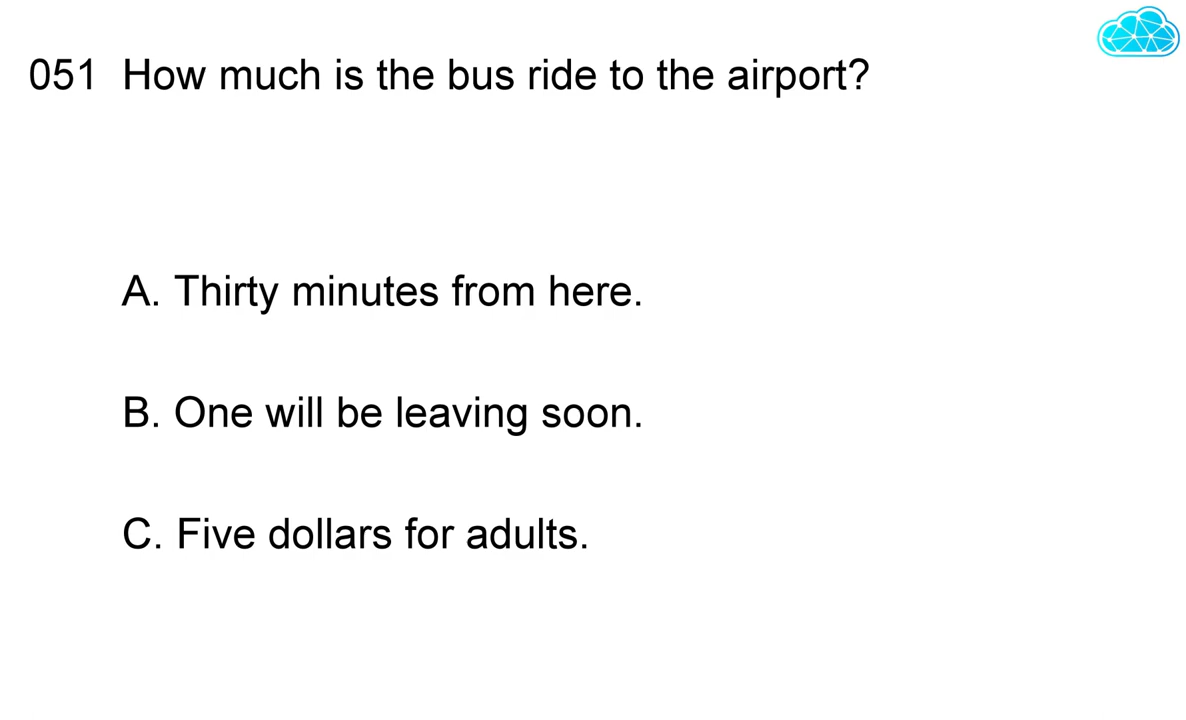 051 How much is the bus ride to the airport?
A. Thirty minutes from here.
B. One will be leaving soon.
C. Five dollars for adults.